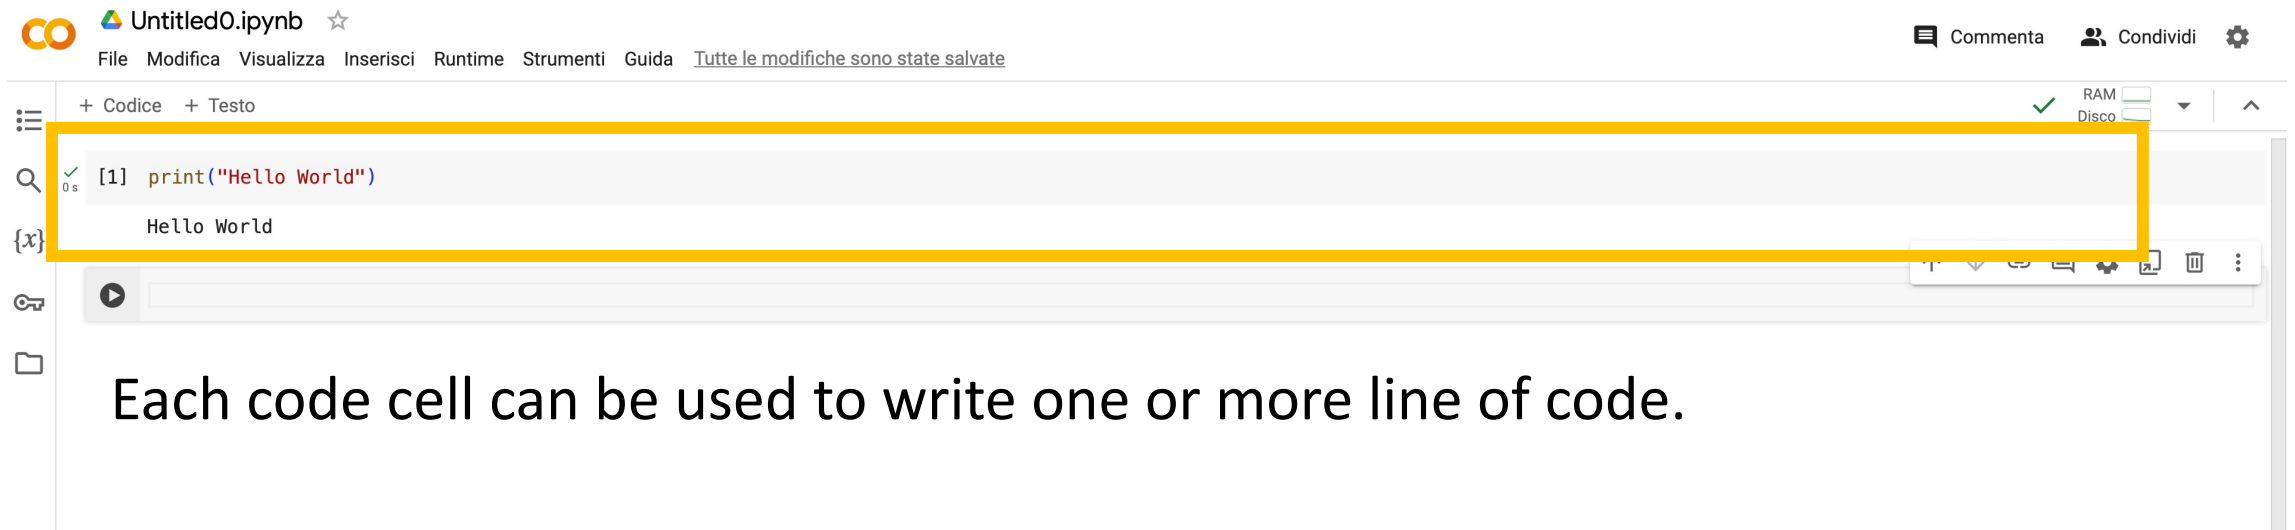 Untitled0.ipynb
File Modifica Visualizza Inserisci Runtime Strumenti Guida Tutte le modifiche sono state salvate
Commenta Condividi
+ Codice + Testo
RAM
Disco
[1] print("Hello World")
0 s
Hello World
{x}
Each code cell can be used to write one or more line of code.